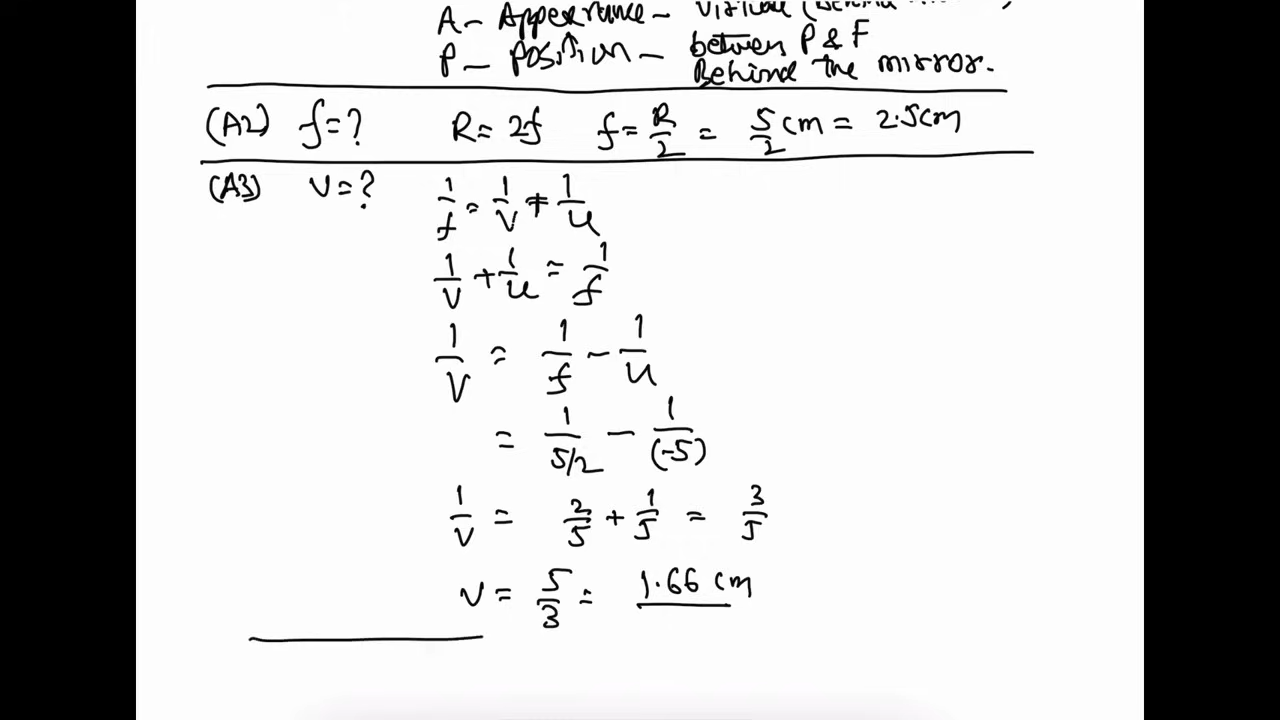 A - Appearance - virtual (Behind
P - Position - between P & F
Behind the mirror.
(A2) f=? R= 2f f= R/2 = 5/2 cm = 2.5cm
(A3) v=? 1/f = 1/v + 1/u
1/v + 1/u = 1/f
1/v = 1/f - 1/u
= 1/5/2 - 1/(-5)
1/v = 2/5 + 1/5 = 3/5
v = 5/3 = 1.66 cm